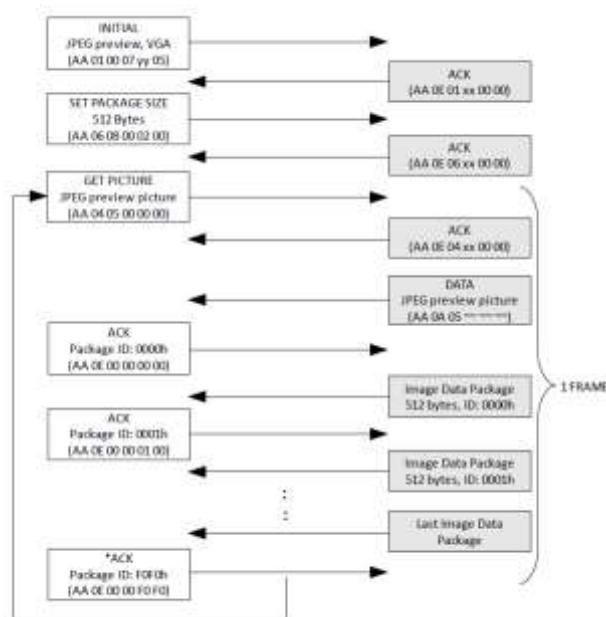 INITIAL
JPEG preview, VGA
(AA 01 00 07 yy 05)
ACK
(AA 0E 01 xx 00 00)
SET PACKAGE SIZE
512 Bytes
(AA 06 08 00 02 00)
ACK
(AA 0E 06 xx 00 00)
GET PICTURE
JPEG preview picture
(AA 04 05 00 00 00)
ACK
(AA 0E 04 xx 00 00)
DATA
JPEG preview picture
(AA 0A 05
ACK
Package ID: 0000h
(AA 0E 00 00 00 00)
Image Data Package
512 bytes, ID: 0000h
1 FRAME
ACK
Package ID: 0001h
(AA 0E 00 00 01 00)
Image Data Package
512 bytes, ID: 0001h
Last Image Data
Package
*ACK
Package ID: F0F0h
(AA 0E 00 00 F0 F0)